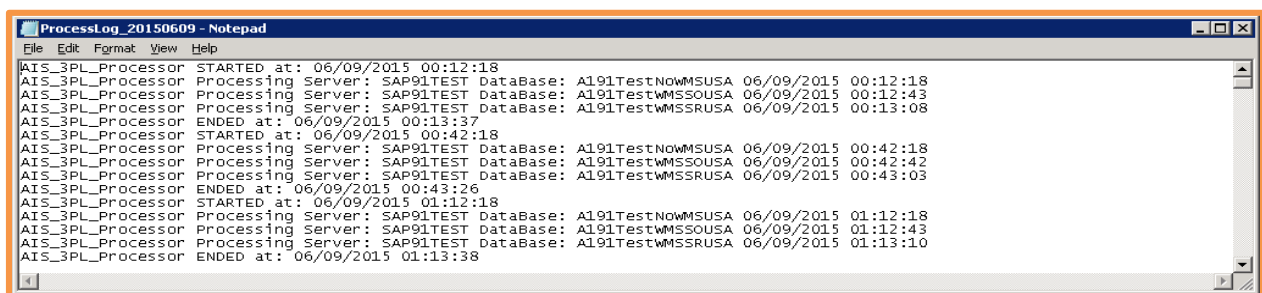 ProcessLog_20150609 - Notepad
File Edit Format View Help
AIS_3PL_Processor STARTED at: 06/09/2015 00:12:18
AIS_3PL_Processor Processing Server: SAP91TEST DataBase: A191TestNowMSUSA 06/09/2015 00:12:18
AIS_3PL_Processor Processing Server: SAP91TEST DataBase: A191TestWMSSOUSA 06/09/2015 00:12:43
AIS_3PL_Processor Processing Server: SAP91TEST DataBase: A191TestWMSSRUSA 06/09/2015 00:13:08
AIS_3PL_Processor ENDED at: 06/09/2015 00:13:37
AIS_3PL_Processor STARTED at: 06/09/2015 00:42:18
AIS_3PL_Processor Processing Server: SAP91TEST DataBase: A191TestNowMSUSA 06/09/2015 00:42:18
AIS_3PL_Processor Processing Server: SAP91TEST DataBase: A191TestWMSSOUSA 06/09/2015 00:42:42
AIS_3PL_Processor Processing Server: SAP91TEST DataBase: A191TestWMSSRUSA 06/09/2015 00:43:03
AIS_3PL_Processor ENDED at: 06/09/2015 00:43:26
AIS_3PL_Processor STARTED at: 06/09/2015 01:12:18
AIS_3PL_Processor Processing Server: SAP91TEST DataBase: A191TestNowMSUSA 06/09/2015 01:12:18
AIS_3PL_Processor Processing Server: SAP91TEST DataBase: A191TestWMSSOUSA 06/09/2015 01:12:43
AIS_3PL_Processor Processing Server: SAP91TEST DataBase: A191TestWMSSRUSA 06/09/2015 01:13:10
AIS_3PL_Processor ENDED at: 06/09/2015 01:13:38